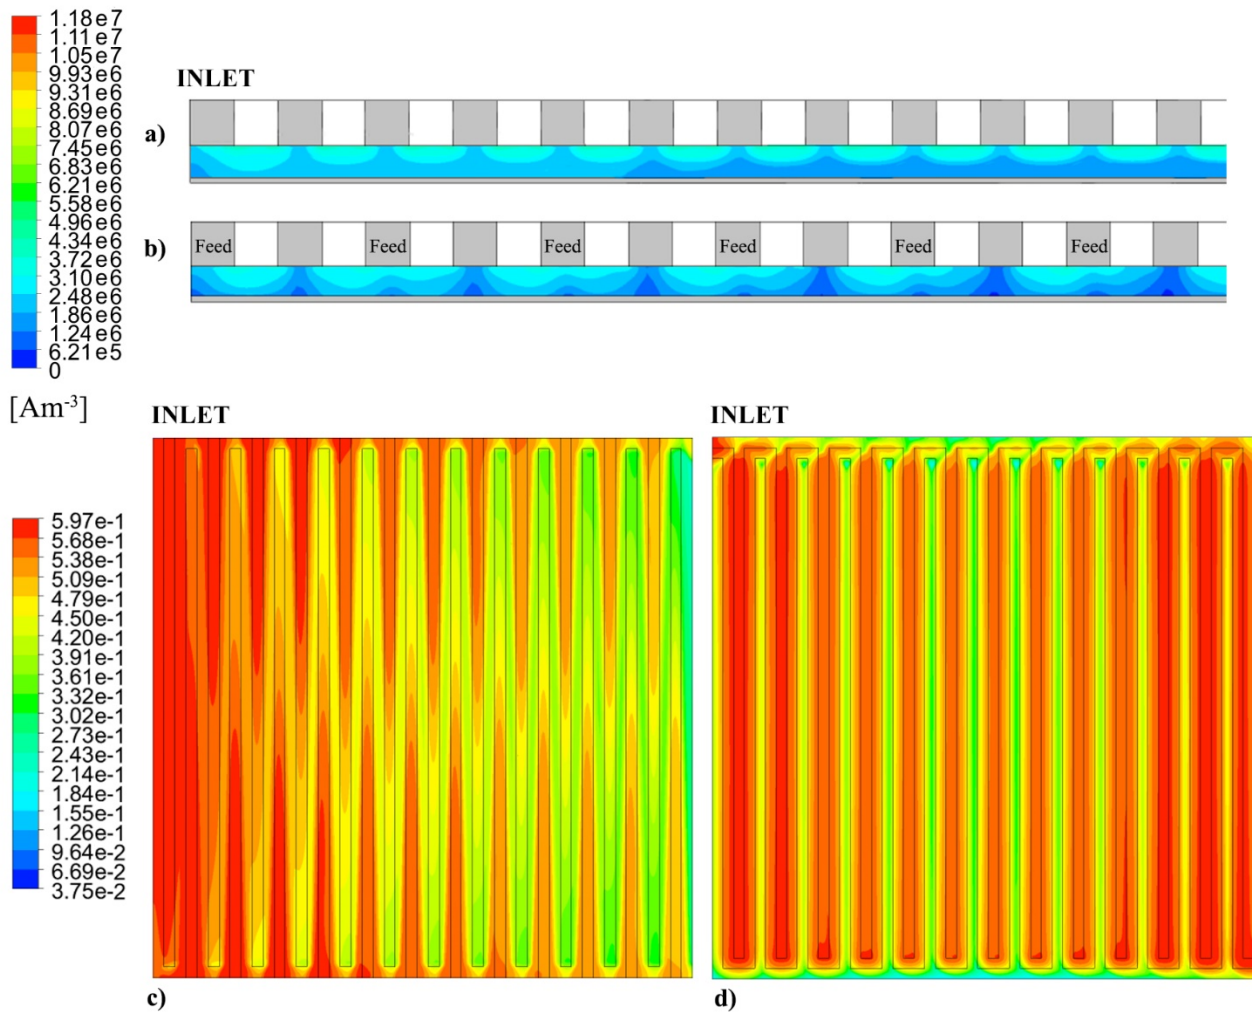 1.18e7
1.11e7
1.05e7
9.93e6
9.31e6
8.69e6
8.07e6
7.45e6
6.83e6
6.21e6
5.58e6
4.96e6
4.34e6
3.72e6
3.10e6
2.48e6
1.86e6
1.24e6
6.21e5
0
[Am⁻³]
INLET
a)
b)
Feed Feed Feed Feed Feed Feed
INLET
INLET
5.97e-1
5.68e-1
5.38e-1
5.09e-1
4.79e-1
4.50e-1
4.20e-1
3.91e-1
3.61e-1
3.32e-1
3.02e-1
2.73e-1
2.43e-1
2.14e-1
1.84e-1
1.55e-1
1.26e-1
9.64e-2
6.69e-2
3.75e-2
c)
d)